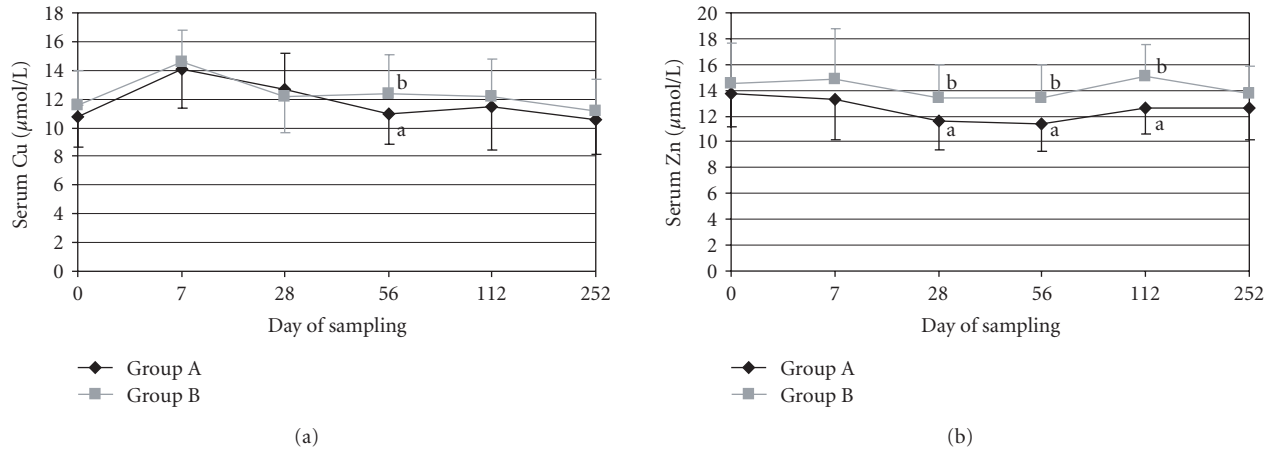 18
16
14
12
10
8
6
4
2
0
Serum Cu (μmol/L)
b
a
0 7 28 56 112 252
Day of sampling
Group A
Group B
(a)
20
18
16
14
12
10
8
6
4
2
0
Serum Zn (μmol/L)
b b b
a a a
0 7 28 56 112 252
Day of sampling
Group A
Group B
(b)